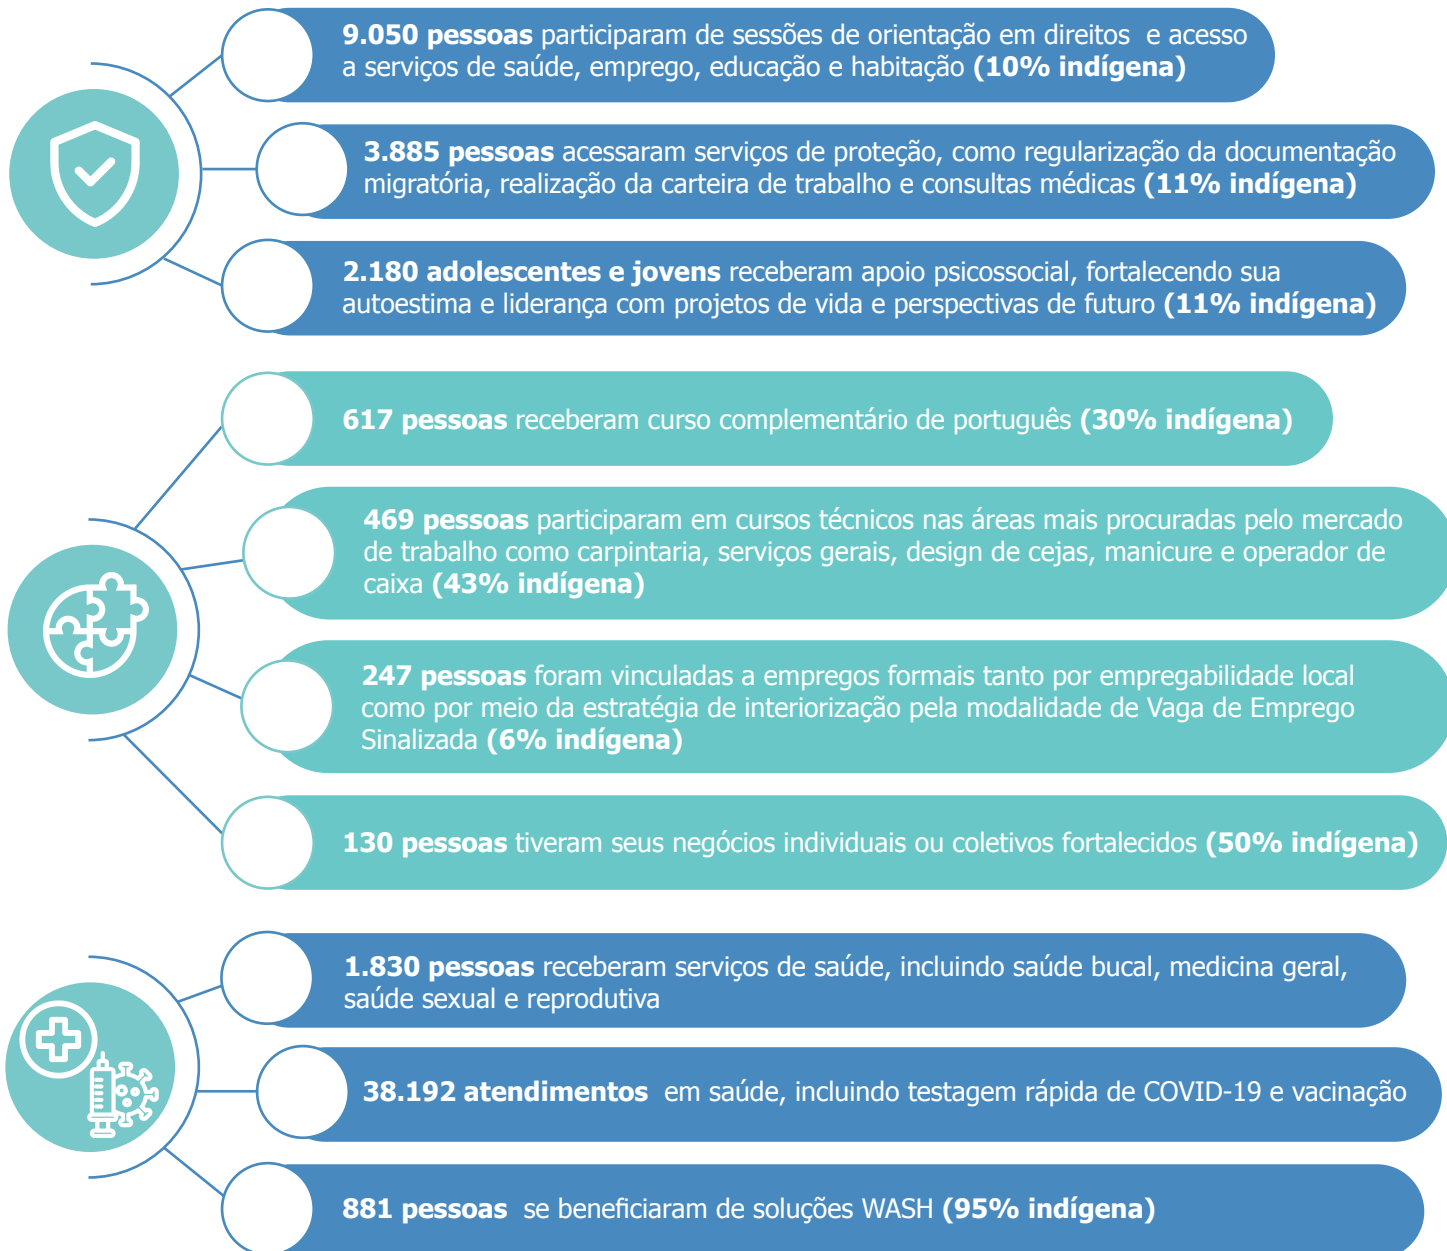 9.050 pessoas participaram de sessões de orientação em direitos e acesso
a serviços de saúde, emprego, educação e habitação (10% indígena)
3.885 pessoas acessaram serviços de proteção, como regularização da documentação
migratória, realização da carteira de trabalho e consultas médicas (11% indígena)
2.180 adolescentes e jovens receberam apoio psicossocial, fortalecendo sua
autoestima e liderança com projetos de vida e perspectivas de futuro (11% indígena)
617 pessoas receberam curso complementário de português (30% indígena)
469 pessoas participaram em cursos técnicos nas áreas mais procuradas pelo mercado
de trabalho como carpintaria, serviços gerais, design de cejas, manicure e operador de
caixa (43% indígena)
247 pessoas foram vinculadas a empregos formais tanto por empregabilidade local
como por meio da estratégia de interiorização pela modalidade de Vaga de Emprego
Sinalizada (6% indígena)
130 pessoas tiveram seus negócios individuais ou coletivos fortalecidos (50% indígena)
1.830 pessoas receberam serviços de saúde, incluindo saúde bucal, medicina geral,
saúde sexual e reprodutiva
38.192 atendimentos em saúde, incluindo testagem rápida de COVID-19 e vacinação
881 pessoas se beneficiaram de soluções WASH (95% indígena)